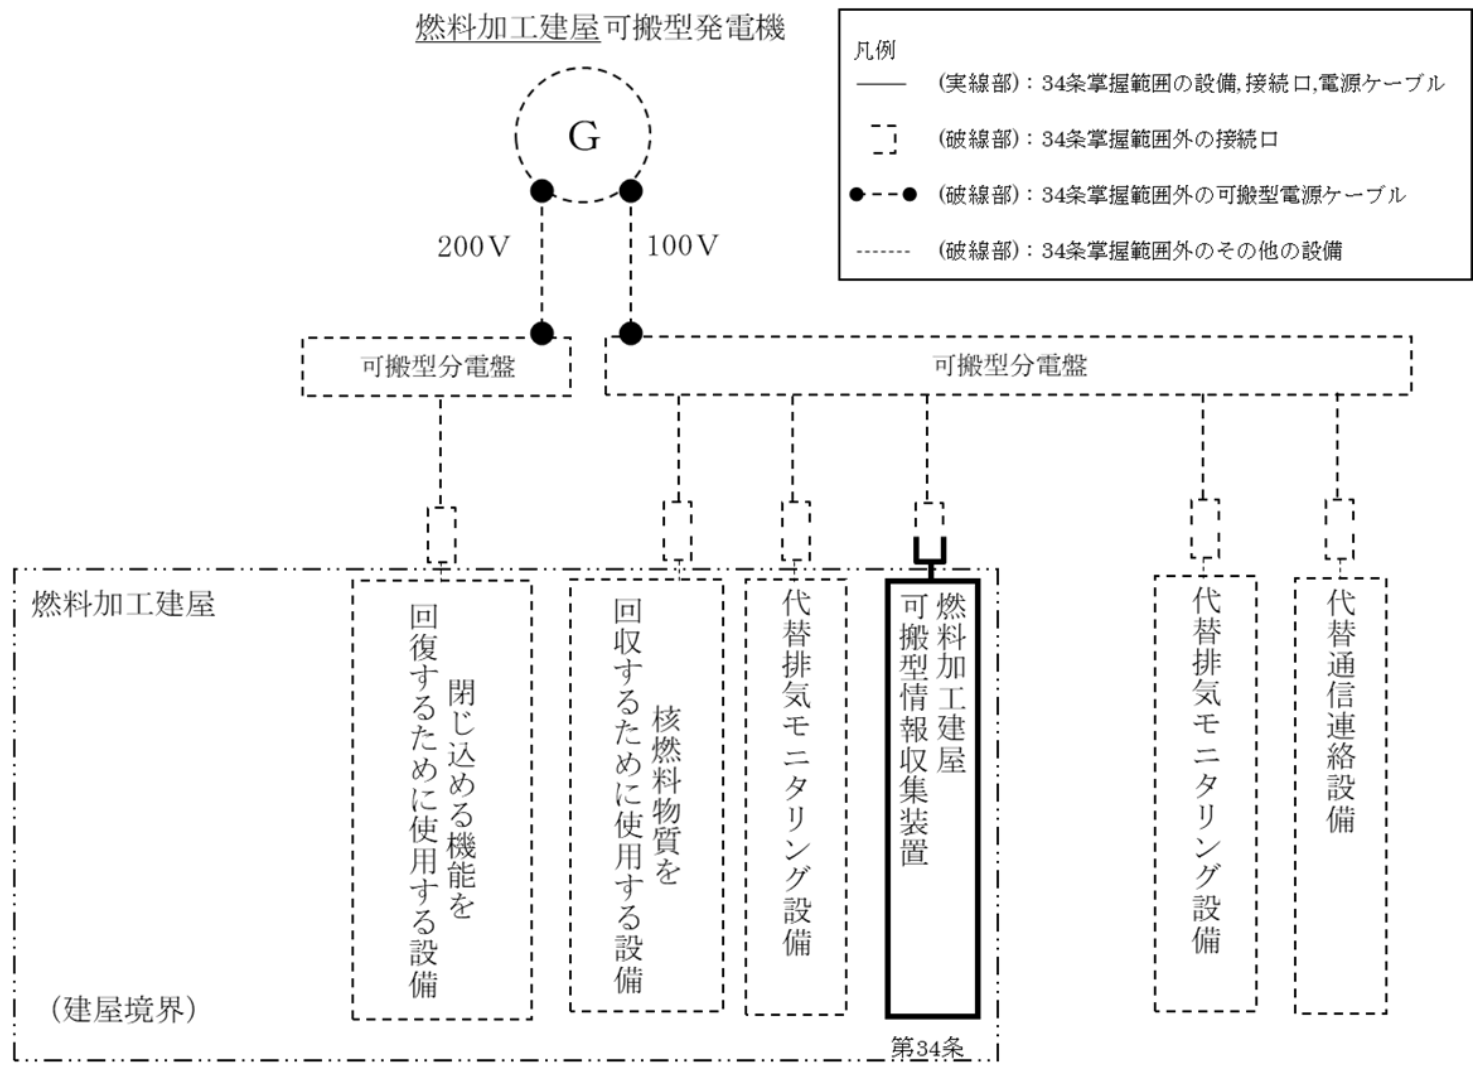 燃料加工建屋可搬型発電機
凡例
(実線部)：34条掌握範囲の設備,接続口,電源ケーブル
(破線部)：34条掌握範囲外の接続口
(破線部)：34条掌握範囲外の可搬型電源ケーブル
(破線部)：34条掌握範囲外のその他の設備
G
200V
100V
可搬型分電盤
可搬型分電盤
燃料加工建屋
閉じ込める機能を
回復するために使用する設備
核燃料物質を
回収するために使用する設備
代替排気モニタリング設備
燃料加工建屋
可搬型情報収集装置
代替排気モニタリング設備
代替通信連絡設備
（建屋境界）
第34条